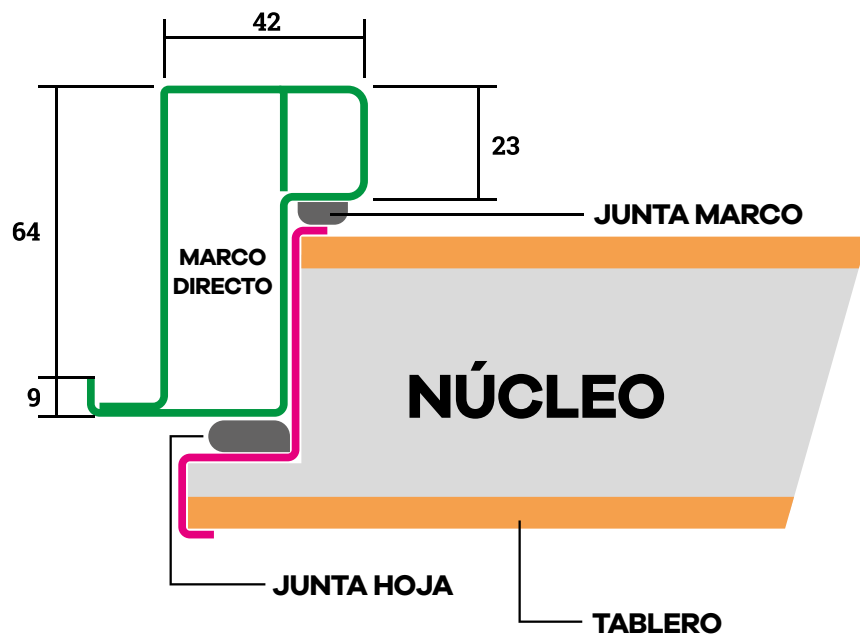 42
23
JUNTA MARCO
64
MARCO
DIRECTO
9
NÚCLEO
JUNTA HOJA
TABLERO